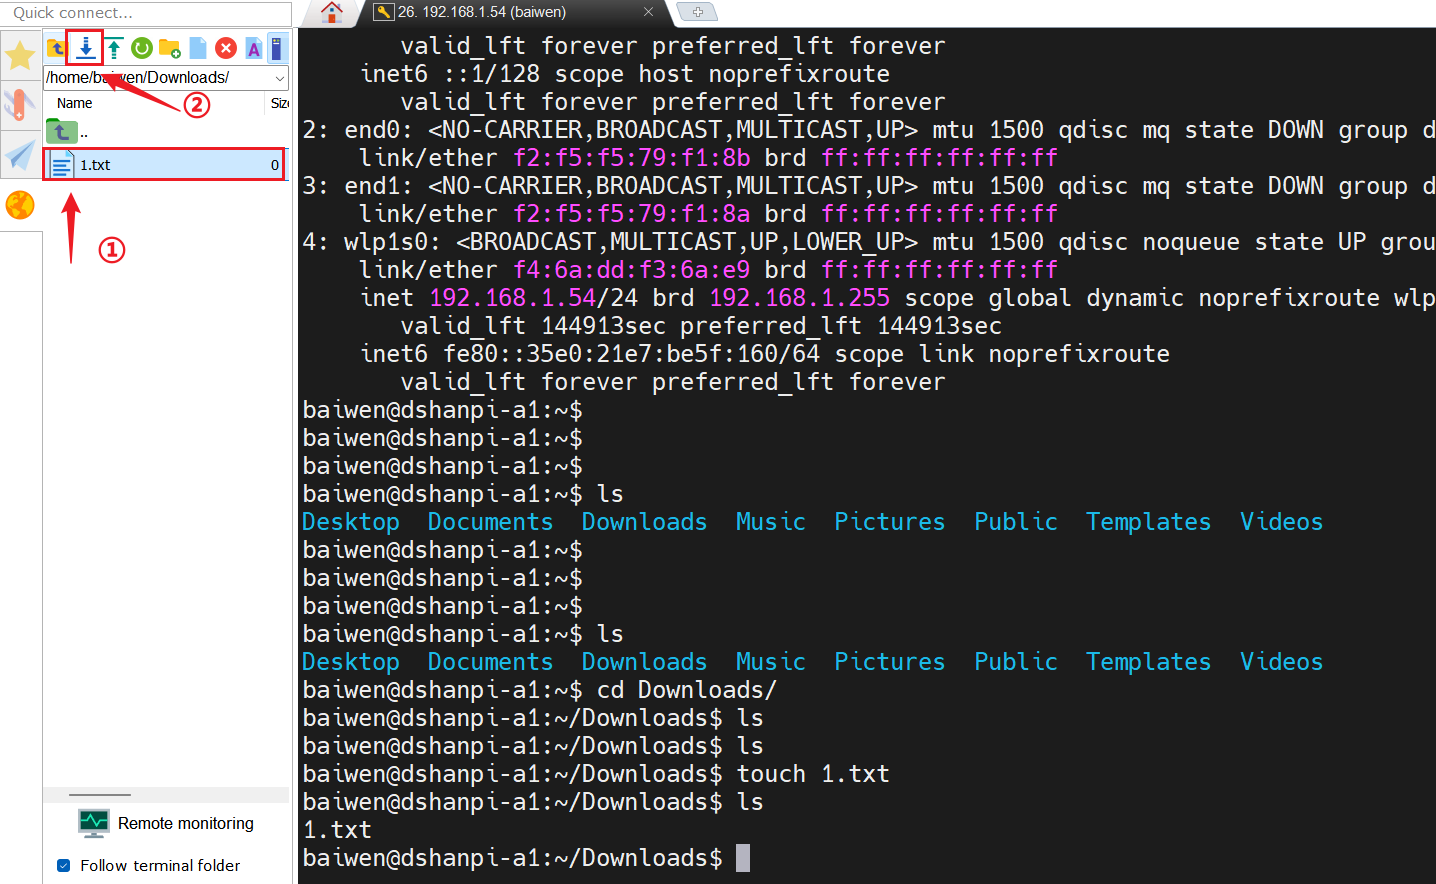 Quick connect...
26. 192.168.1.54 (baiwen)
/home/baiwen/Downloads/
②
Name
..
1.txt 0
①
Remote monitoring
Follow terminal folder
valid_lft forever preferred_lft forever
inet6 ::1/128 scope host noprefixroute
valid_lft forever preferred_lft forever
2: end0: <NO-CARRIER,BROADCAST,MULTICAST,UP> mtu 1500 qdisc mq state DOWN group d
link/ether f2:f5:f5:79:f1:8b brd ff:ff:ff:ff:ff:ff
3: end1: <NO-CARRIER,BROADCAST,MULTICAST,UP> mtu 1500 qdisc mq state DOWN group d
link/ether f2:f5:f5:79:f1:8a brd ff:ff:ff:ff:ff:ff
4: wlp1s0: <BROADCAST,MULTICAST,UP,LOWER_UP> mtu 1500 qdisc noqueue state UP grou
link/ether f4:6a:dd:f3:6a:e9 brd ff:ff:ff:ff:ff:ff
inet 192.168.1.54/24 brd 192.168.1.255 scope global dynamic noprefixroute wlp
valid_lft 144913sec preferred_lft 144913sec
inet6 fe80::35e0:21e7:be5f:160/64 scope link noprefixroute
valid_lft forever preferred_lft forever
baiwen@dshanpi-a1:~$
baiwen@dshanpi-a1:~$
baiwen@dshanpi-a1:~$
baiwen@dshanpi-a1:~$ ls
Desktop Documents Downloads Music Pictures Public Templates Videos
baiwen@dshanpi-a1:~$
baiwen@dshanpi-a1:~$
baiwen@dshanpi-a1:~$
baiwen@dshanpi-a1:~$ ls
Desktop Documents Downloads Music Pictures Public Templates Videos
baiwen@dshanpi-a1:~$ cd Downloads/
baiwen@dshanpi-a1:~/Downloads$ ls
baiwen@dshanpi-a1:~/Downloads$ ls
baiwen@dshanpi-a1:~/Downloads$ touch 1.txt
baiwen@dshanpi-a1:~/Downloads$ ls
1.txt
baiwen@dshanpi-a1:~/Downloads$